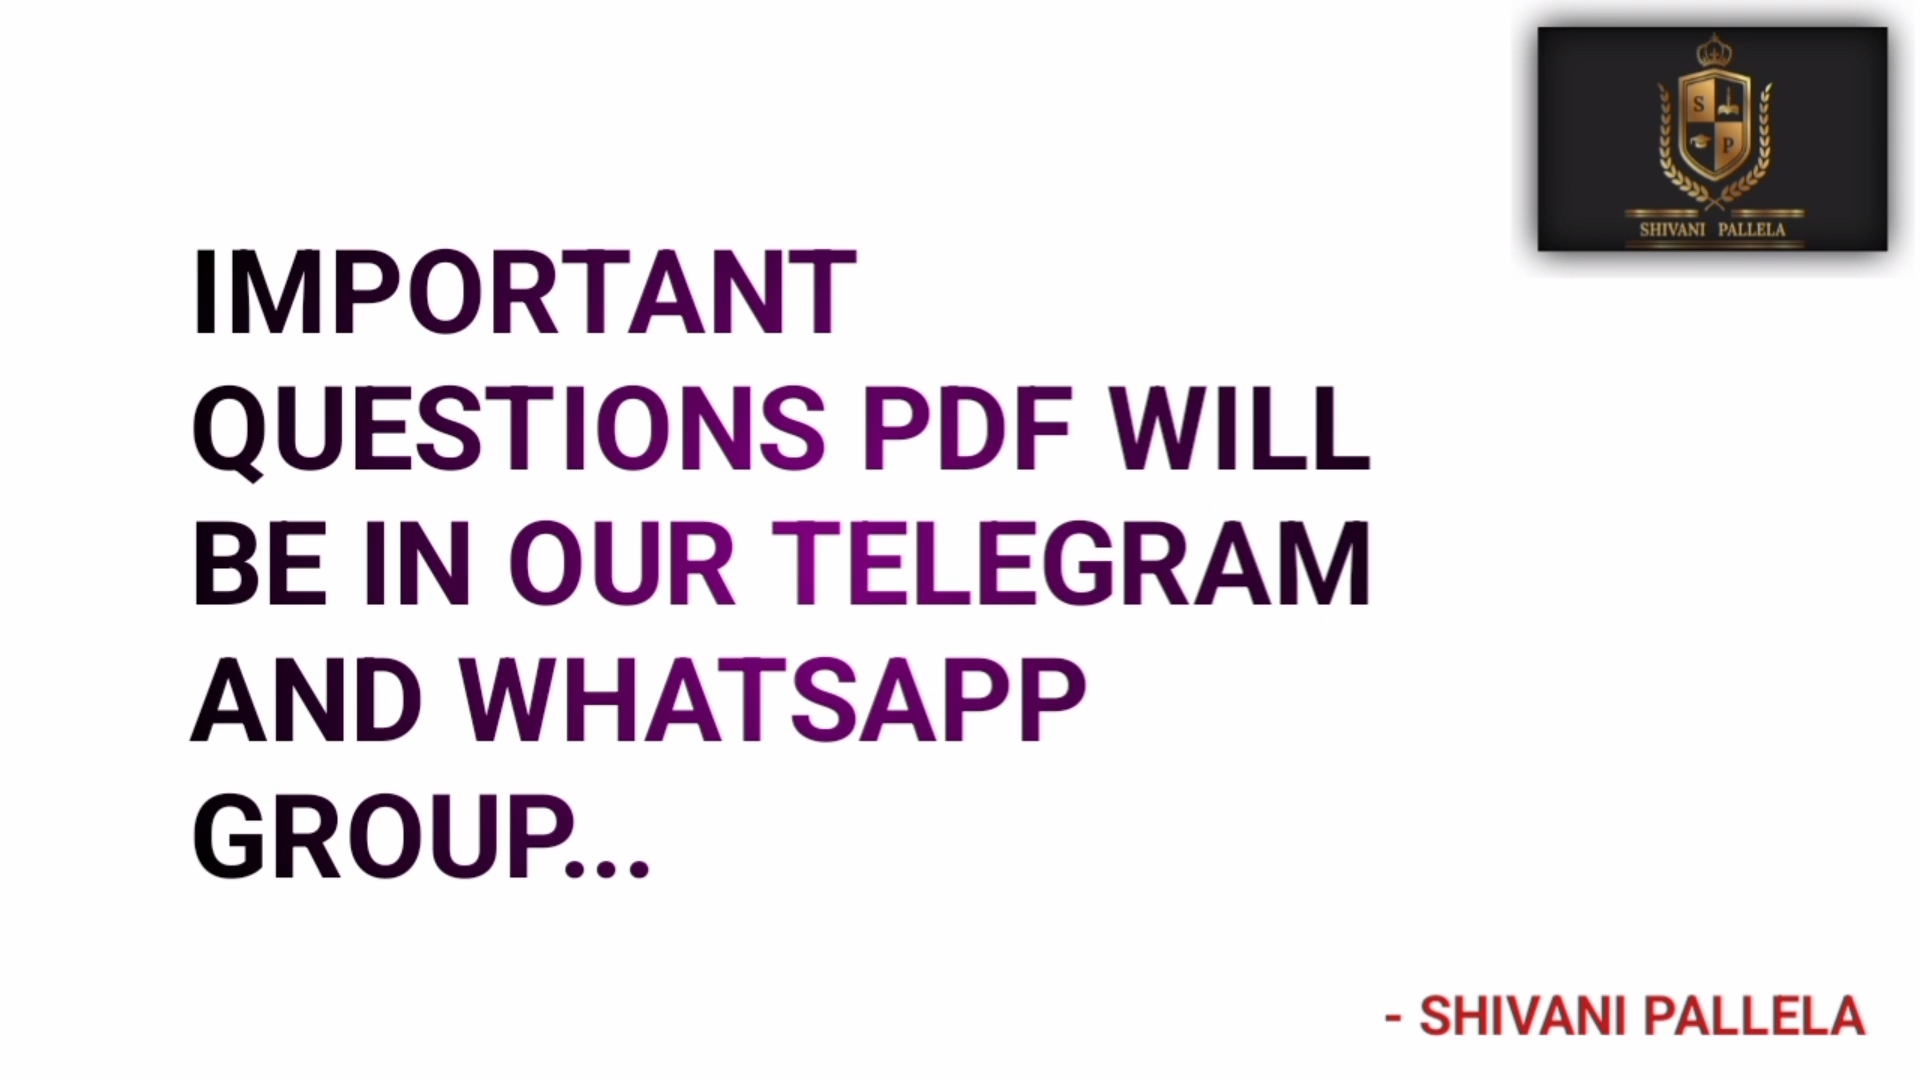 S
P
SHIVANI PALLELA
IMPORTANT
QUESTIONS PDF WILL
BE IN OUR TELEGRAM
AND WHATSAPP
GROUP...
- SHIVANI PALLELA